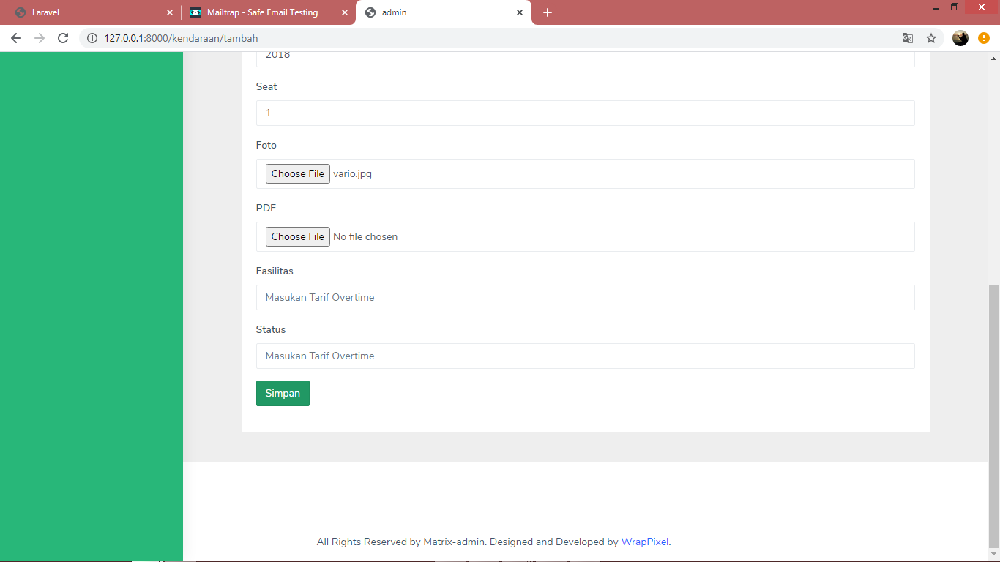 Laravel
Mailtrap - Safe Email Testing
admin
127.0.0.1:8000/kendaraan/tambah
2018
Seat
1
Foto
Choose File vario.jpg
PDF
Choose File No file chosen
Fasilitas
Masukan Tarif Overtime
Status
Masukan Tarif Overtime
Simpan
All Rights Reserved by Matrix-admin. Designed and Developed by WrapPixel.